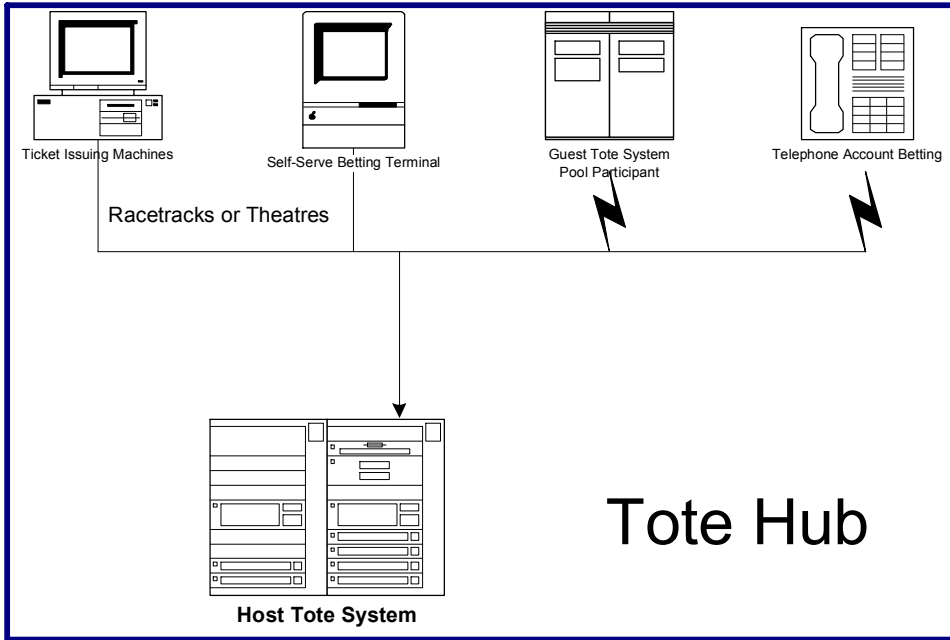 Ticket Issuing Machines
Self-Serve Betting Terminal
Guest Tote System
Pool Participant
Telephone Account Betting
Racetracks or Theatres
Tote Hub
Host Tote System